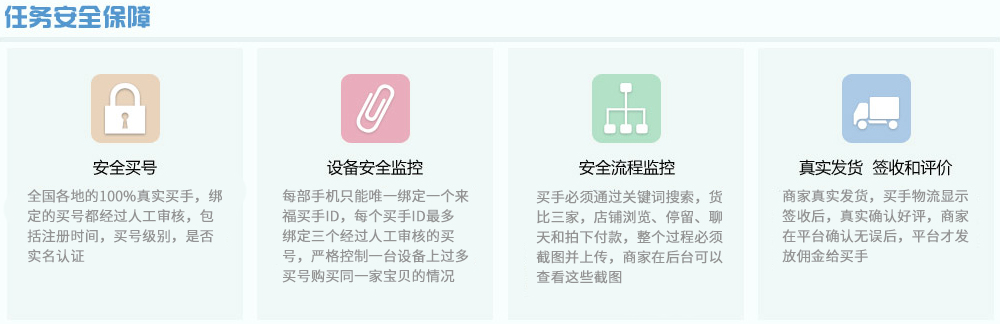 任务安全保障
安全买号
全国各地的100%真实买手，绑
定的买号都经过人工审核，包
括注册时间，买号级别，是否
实名认证
设备安全监控
每部手机只能唯一绑定一个来
福买手ID，每个买手ID最多
绑定三个经过人工审核的买
号，严格控制一台设备上过多
买号购买同一家宝贝的情况
安全流程监控
买手必须通过关键词搜索，货
比三家，店铺浏览、停留、聊
天和拍下付款，整个过程必须
截图并上传，商家在后台可以
查看这些截图
真实发货 签收和评价
商家真实发货，买手物流显示
签收后，真实确认好评，商家
在平台确认无误后，平台才发
放佣金给买手